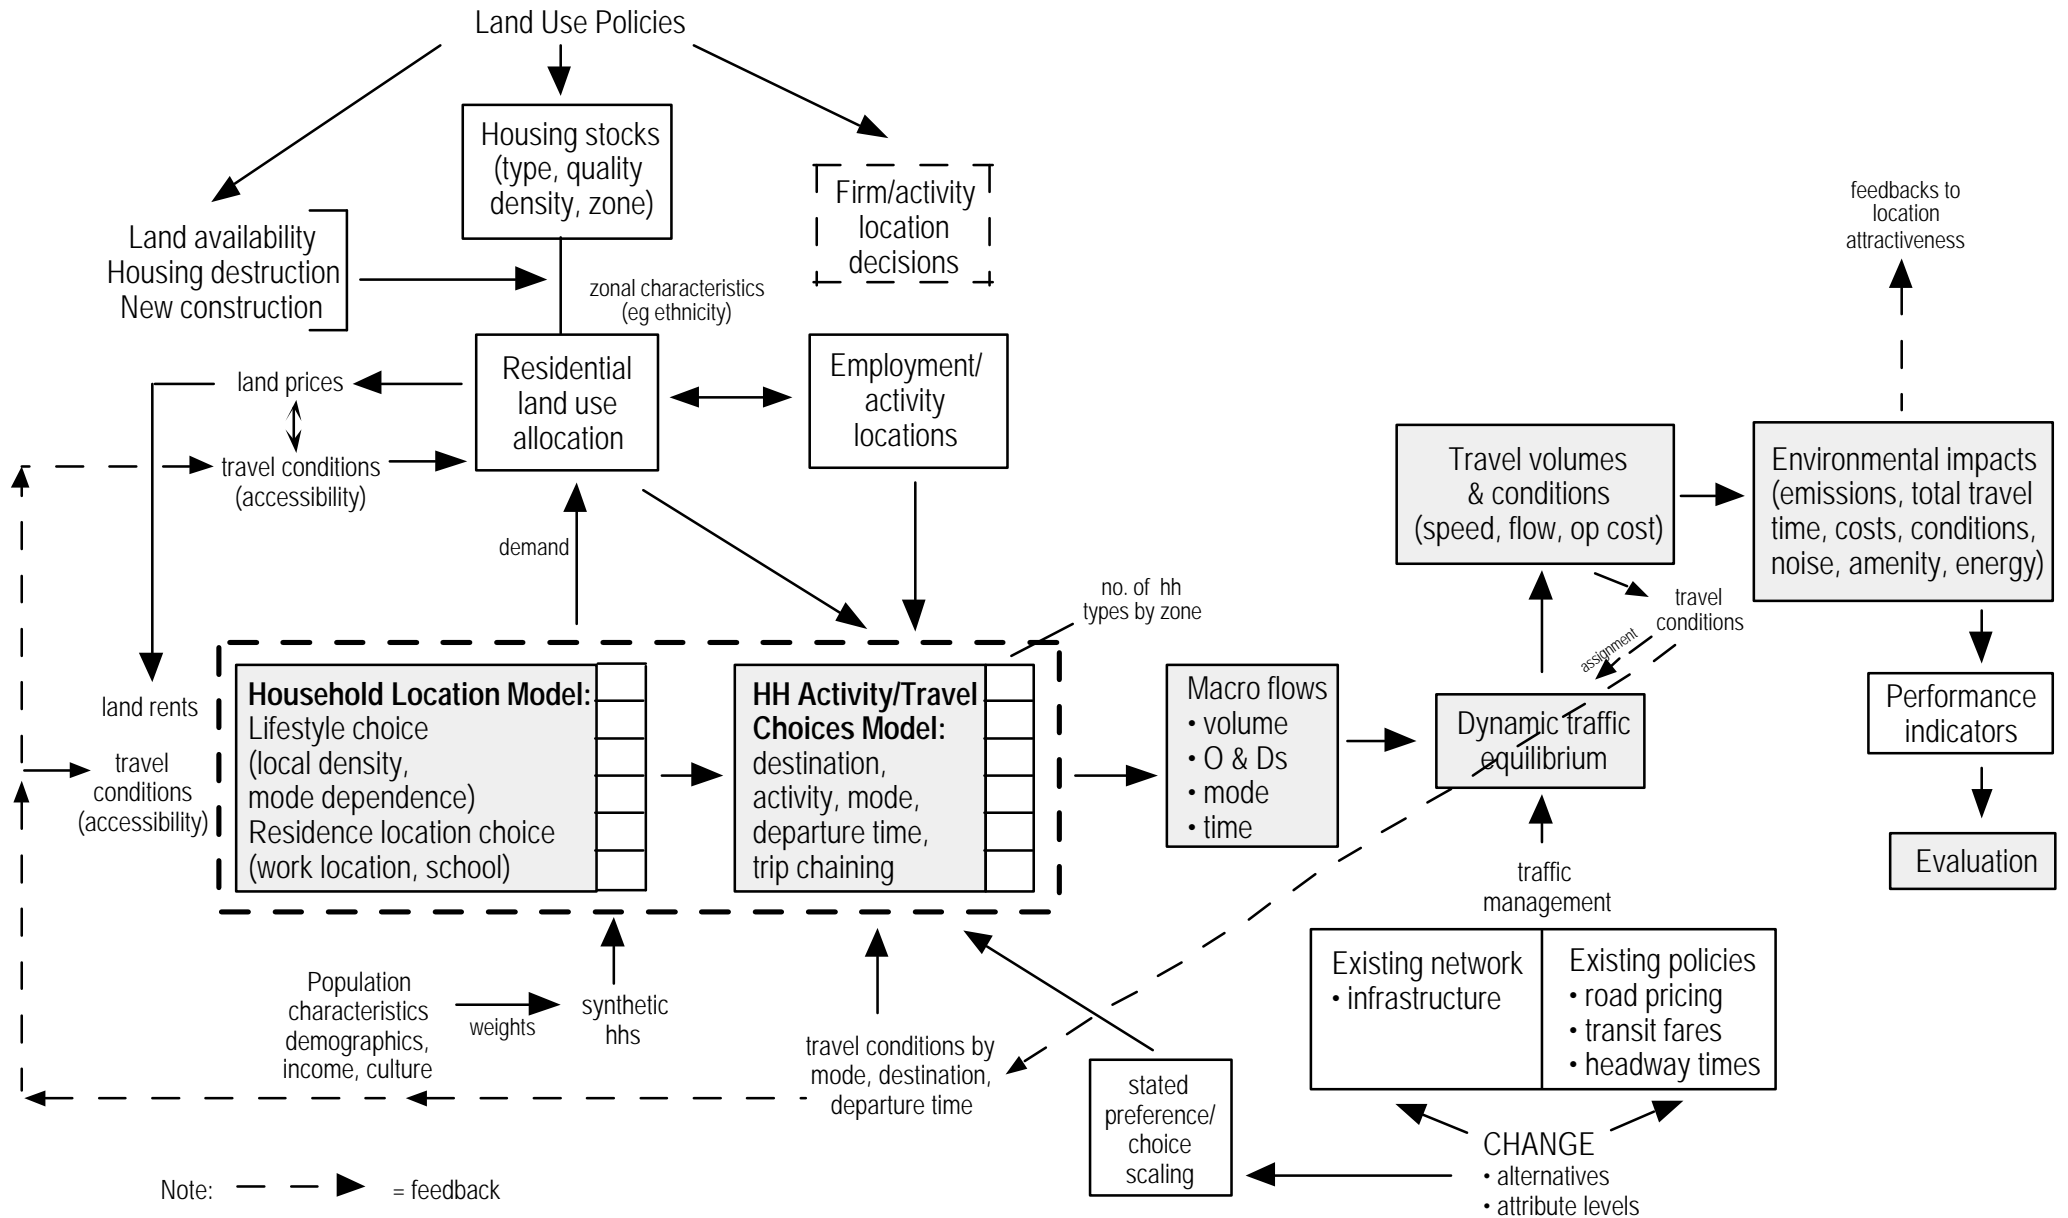 Land Use Policies
Housing stocks
(type, quality
density, zone)
Firm/activity
location
decisions
feedbacks to
location
attractiveness
Land availability
Housing destruction
New construction
zonal characteristics
(eg ethnicity)
land prices
Residential
land use
allocation
Employment/
activity
locations
travel conditions
(accessibility)
Travel volumes
& conditions
(speed, flow, op cost)
Environmental impacts
(emissions, total travel
time, costs, conditions,
noise, amenity, energy)
demand
no. of hh
types by zone
travel
conditions
assignment
land rents
travel
conditions
(accessibility)
Household Location Model:
Lifestyle choice
(local density,
mode dependence)
Residence location choice
(work location, school)
HH Activity/Travel
Choices Model:
destination,
activity, mode,
departure time,
trip chaining
Macro flows
• volume
• O & Ds
• mode
• time
Dynamic traffic
equilibrium
Performance
indicators
Evaluation
traffic
management
Existing network
• infrastructure
Existing policies
• road pricing
• transit fares
• headway times
Population
characteristics
demographics,
income, culture
weights
synthetic
hhs
travel conditions by
mode, destination,
departure time
stated
preference/
choice
scaling
CHANGE
• alternatives
• attribute levels
Note:
= feedback